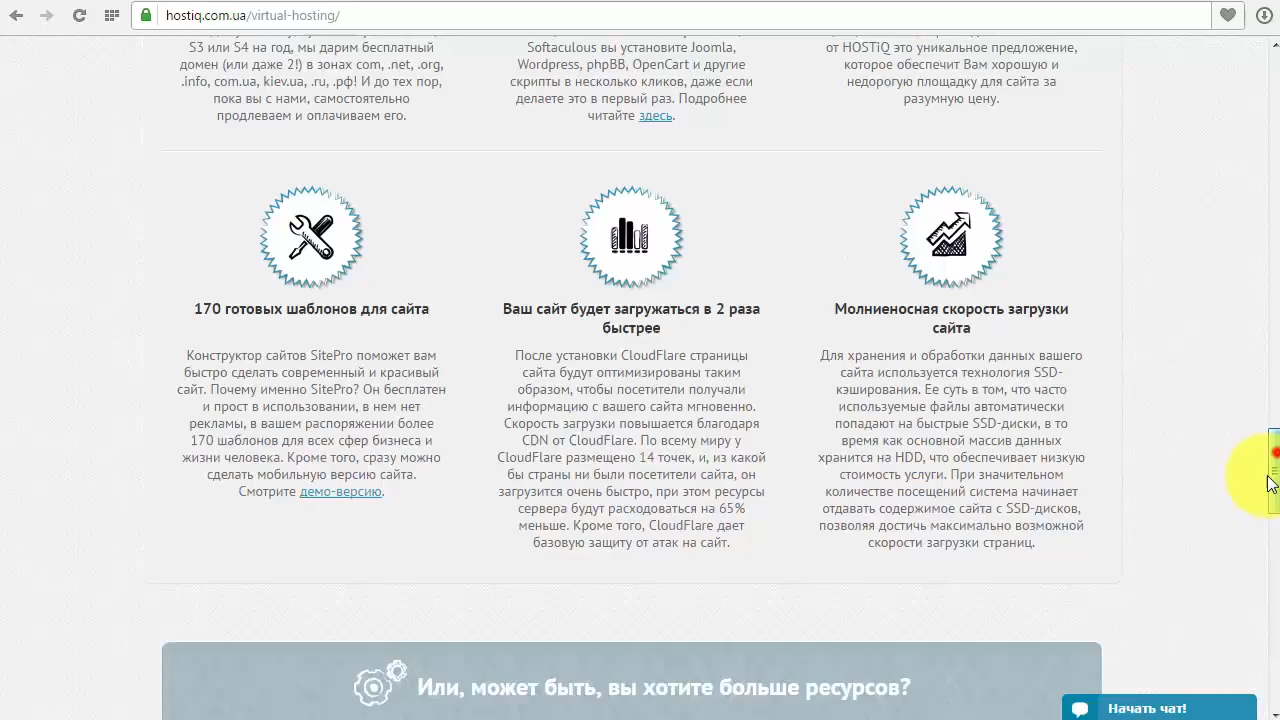 hostiq.com.ua/virtual-hosting/
S3 или S4 на год, мы дарим бесплатный
домен (или даже 2!) в зонах com, .net, .org,
.info, com.ua, kiev.ua, .ru, .рф! И до тех пор,
пока вы с нами, самостоятельно
продлеваем и оплачиваем его.
Softaculous вы установите Joomla,
Wordpress, phpBB, OpenCart и другие
скрипты в несколько кликов, даже если
делаете это в первый раз. Подробнее
читайте здесь.
от HOSTiQ это уникальное предложение,
которое обеспечит Вам хорошую и
недорогую площадку для сайта за
разумную цену.
170 готовых шаблонов для сайта
Конструктор сайтов SitePro поможет вам
быстро сделать современный и красивый
сайт. Почему именно SitePro? Он бесплатен
и прост в использовании, в нем нет
рекламы, в вашем распоряжении более
170 шаблонов для всех сфер бизнеса и
жизни человека. Кроме того, сразу можно
сделать мобильную версию сайта.
Смотрите демо-версию.
Ваш сайт будет загружаться в 2 раза
быстрее
После установки CloudFlare страницы
сайта будут оптимизированы таким
образом, чтобы посетители получали
информацию с вашего сайта мгновенно.
Скорость загрузки повышается благодаря
CDN от CloudFlare. По всему миру у
CloudFlare размещено 14 точек, и, из какой
бы страны ни были посетители сайта, он
загрузится очень быстро, при этом ресурсы
сервера будут расходоваться на 65%
меньше. Кроме того, CloudFlare дает
базовую защиту от атак на сайт.
Молниеносная скорость загрузки
сайта
Для хранения и обработки данных вашего
сайта используется технология SSD-
кэширования. Ее суть в том, что часто
используемые файлы автоматически
попадают на быстрые SSD-диски, в то
время как основной массив данных
хранится на HDD, что обеспечивает низкую
стоимость услуги. При значительном
количестве посещений система начинает
отдавать содержимое сайта с SSD-дисков,
позволяя достичь максимально возможной
скорости загрузки страниц.
Или, может быть, вы хотите больше ресурсов?
Начать чат!